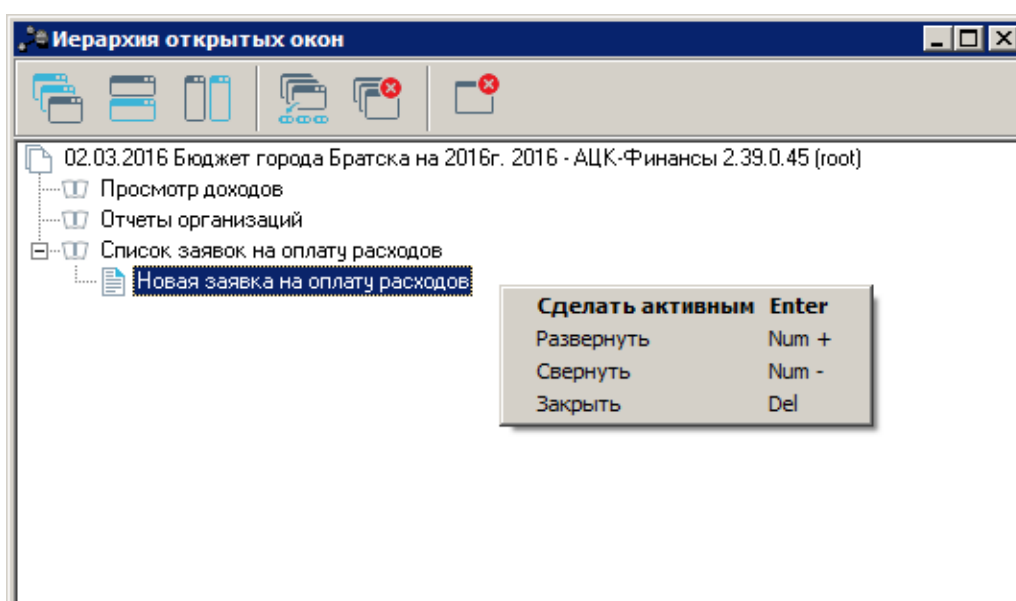 Иерархия открытых окон
02.03.2016 Бюджет города Братска на 2016г. 2016 - АЦК-Финансы 2.39.0.45 (root)
Просмотр доходов
Отчеты организаций
Список заявок на оплату расходов
Новая заявка на оплату расходов
Сделать активным Enter
Развернуть Num +
Свернуть Num -
Закрыть Del